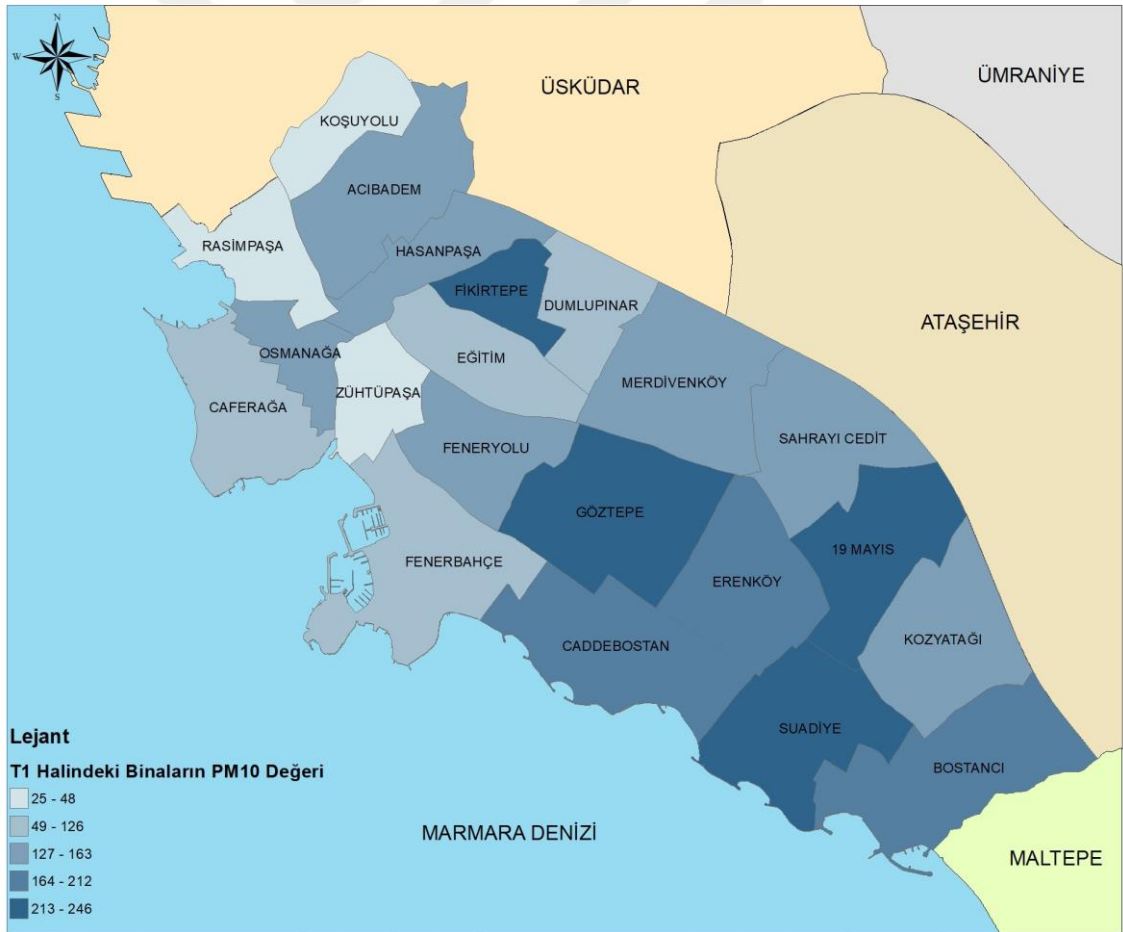 N
W
E
S
ÜSKÜDAR
ÜMRANİYE
KOŞUYOLU
ACIBADEM
RASİMPAŞA
HASANPAŞA
FİKİRTEPE
DUMLUPINAR
ATAŞEHİR
OSMANAĞA
EĞİTİM
MERDİVENKÖY
ZÜHTÜPAŞA
CAFERAĞA
SAHRAYI CEDİT
FENERYOLU
GÖZTEPE
19 MAYIS
FENERBAHÇE
ERENKÖY
KOZYATAĞI
CADDEBOSTAN
SUADİYE
BOSTANCI
MARMARA DENİZİ
MALTEPE
Lejant
T1 Halindeki Binaların PM10 Değeri
25 - 48
49 - 126
127 - 163
164 - 212
213 - 246